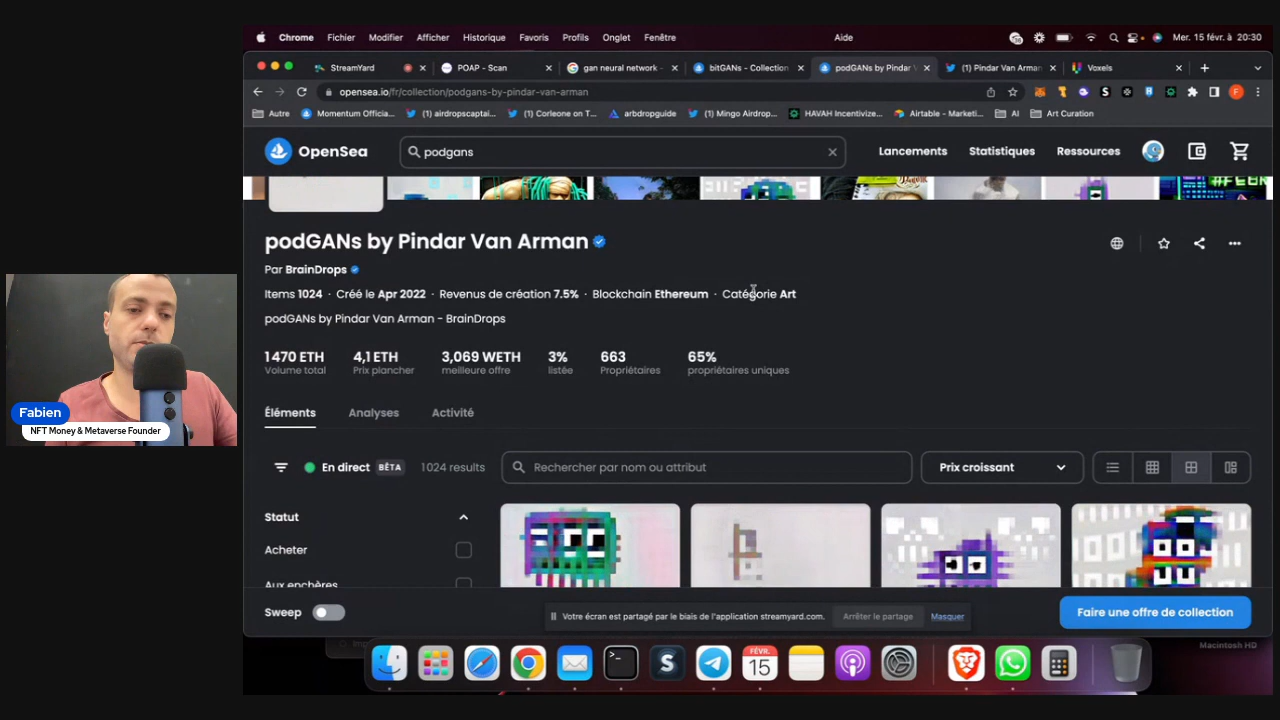 Chrome Fichier Modifier Afficher Historique Favoris Profils Onglet Fenêtre Aide Mer. 15 févr. à 20:30
StreamYard
POAP - Scan
gan neural network -
bitGANs - Collection
podGANs by Pindar V
(1) Pindar Van Arman
Voxels
opensea.io/fr/collection/podgans-by-pindar-van-arman
Autre
Momentum Officia...
(1) airdropscaptai...
(1) Corleone on T...
arbdropguide
(1) Mingo Airdrop...
HAVAH Incentivize...
Airtable - Marketi...
AI
Art Curation
OpenSea
podgans
Lancements Statistiques Ressources
#FEBR
podGANs by Pindar Van Arman
Par BrainDrops
Items 1024 · Créé le Apr 2022 · Revenus de création 7.5% · Blockchain Ethereum · Catégorie Art
podGANs by Pindar Van Arman - BrainDrops
1 470 ETH 4,1 ETH 3,069 WETH 3% 663 65%
Volume total Prix plancher meilleure offre listée Propriétaires propriétaires uniques
Éléments Analyses Activité
En direct BÊTA 1024 results
Rechercher par nom ou attribut
Prix croissant
Statut
Acheter
Aux enchères
Sweep
Votre écran est partagé par le biais de l'application streamyard.com.
Arrêter le partage
Masquer
Faire une offre de collection
Fabien
NFT Money & Metaverse Founder
Macintosh HD
FÉVR.
15